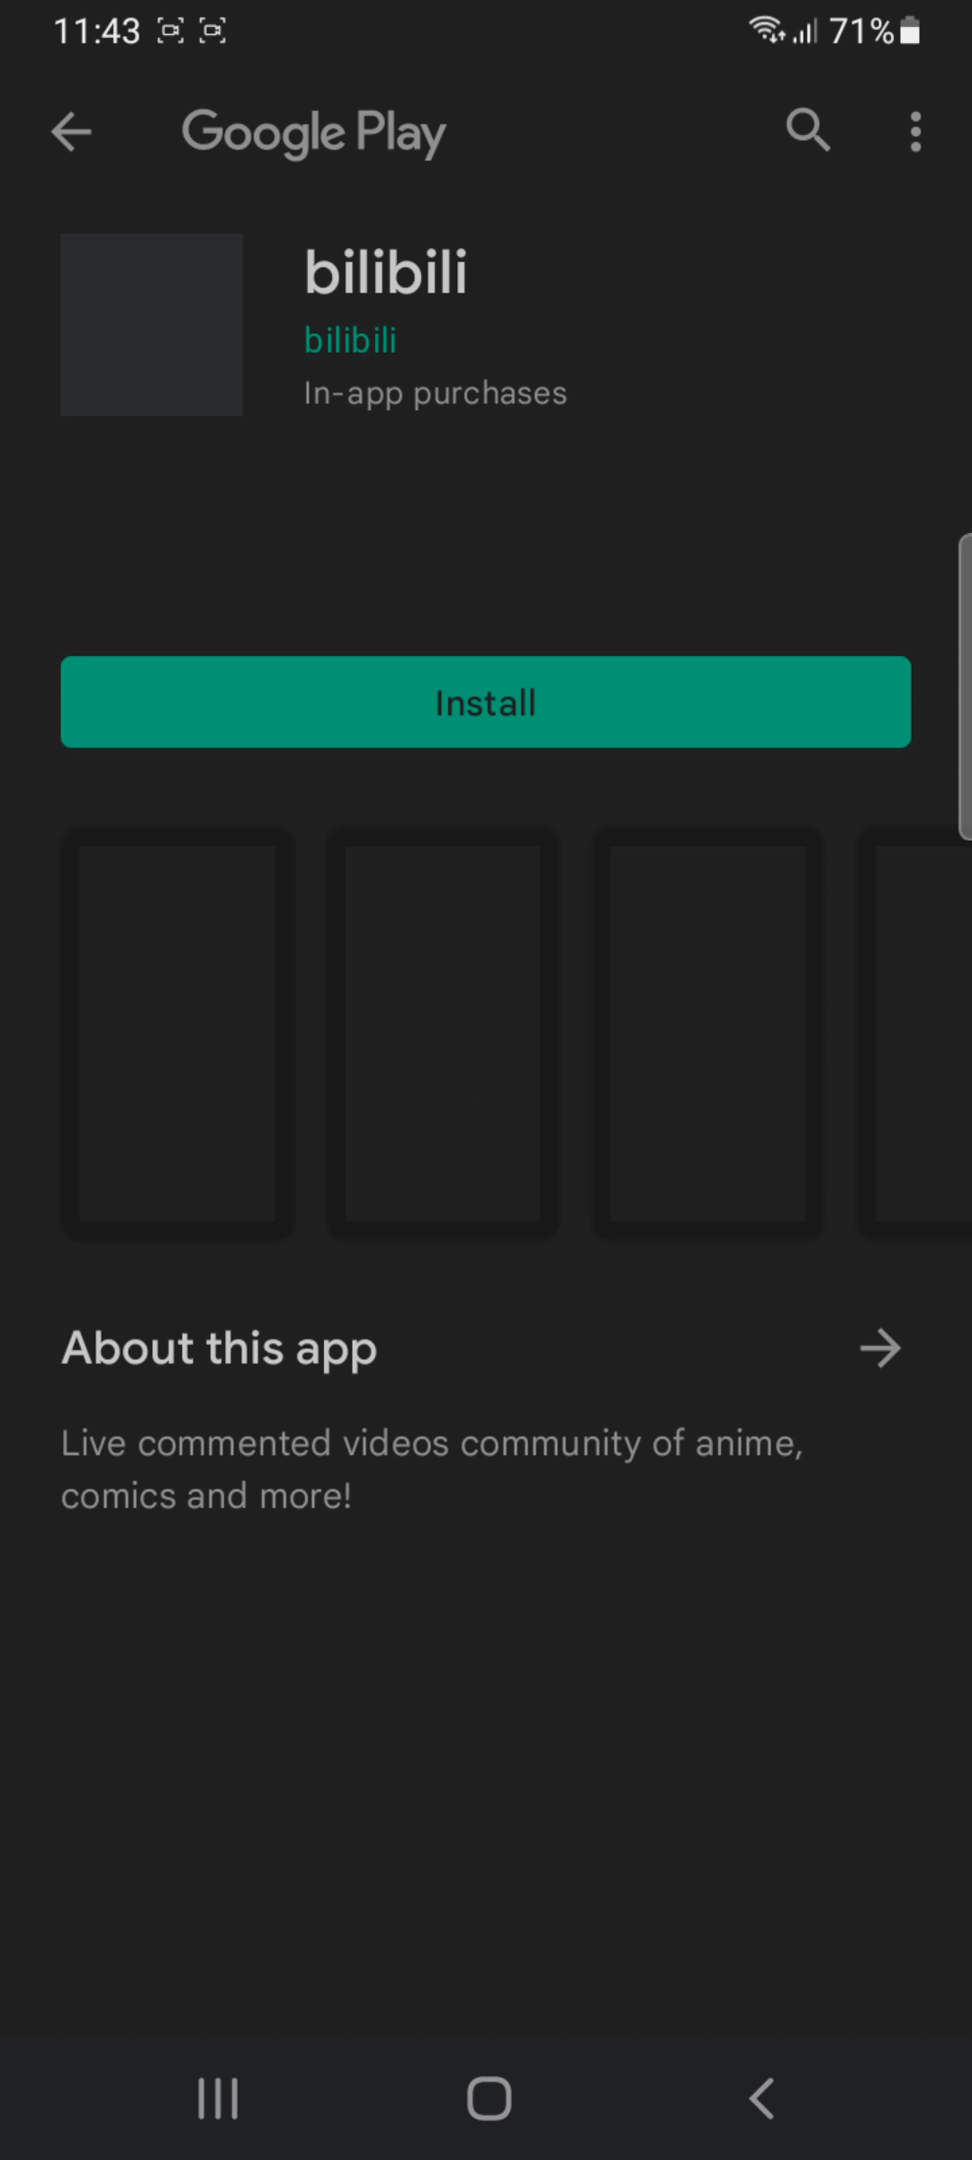 11:43 71%
Google Play
bilibili
bilibili
In-app purchases
Install
About this app
Live commented videos community of anime,
comics and more!